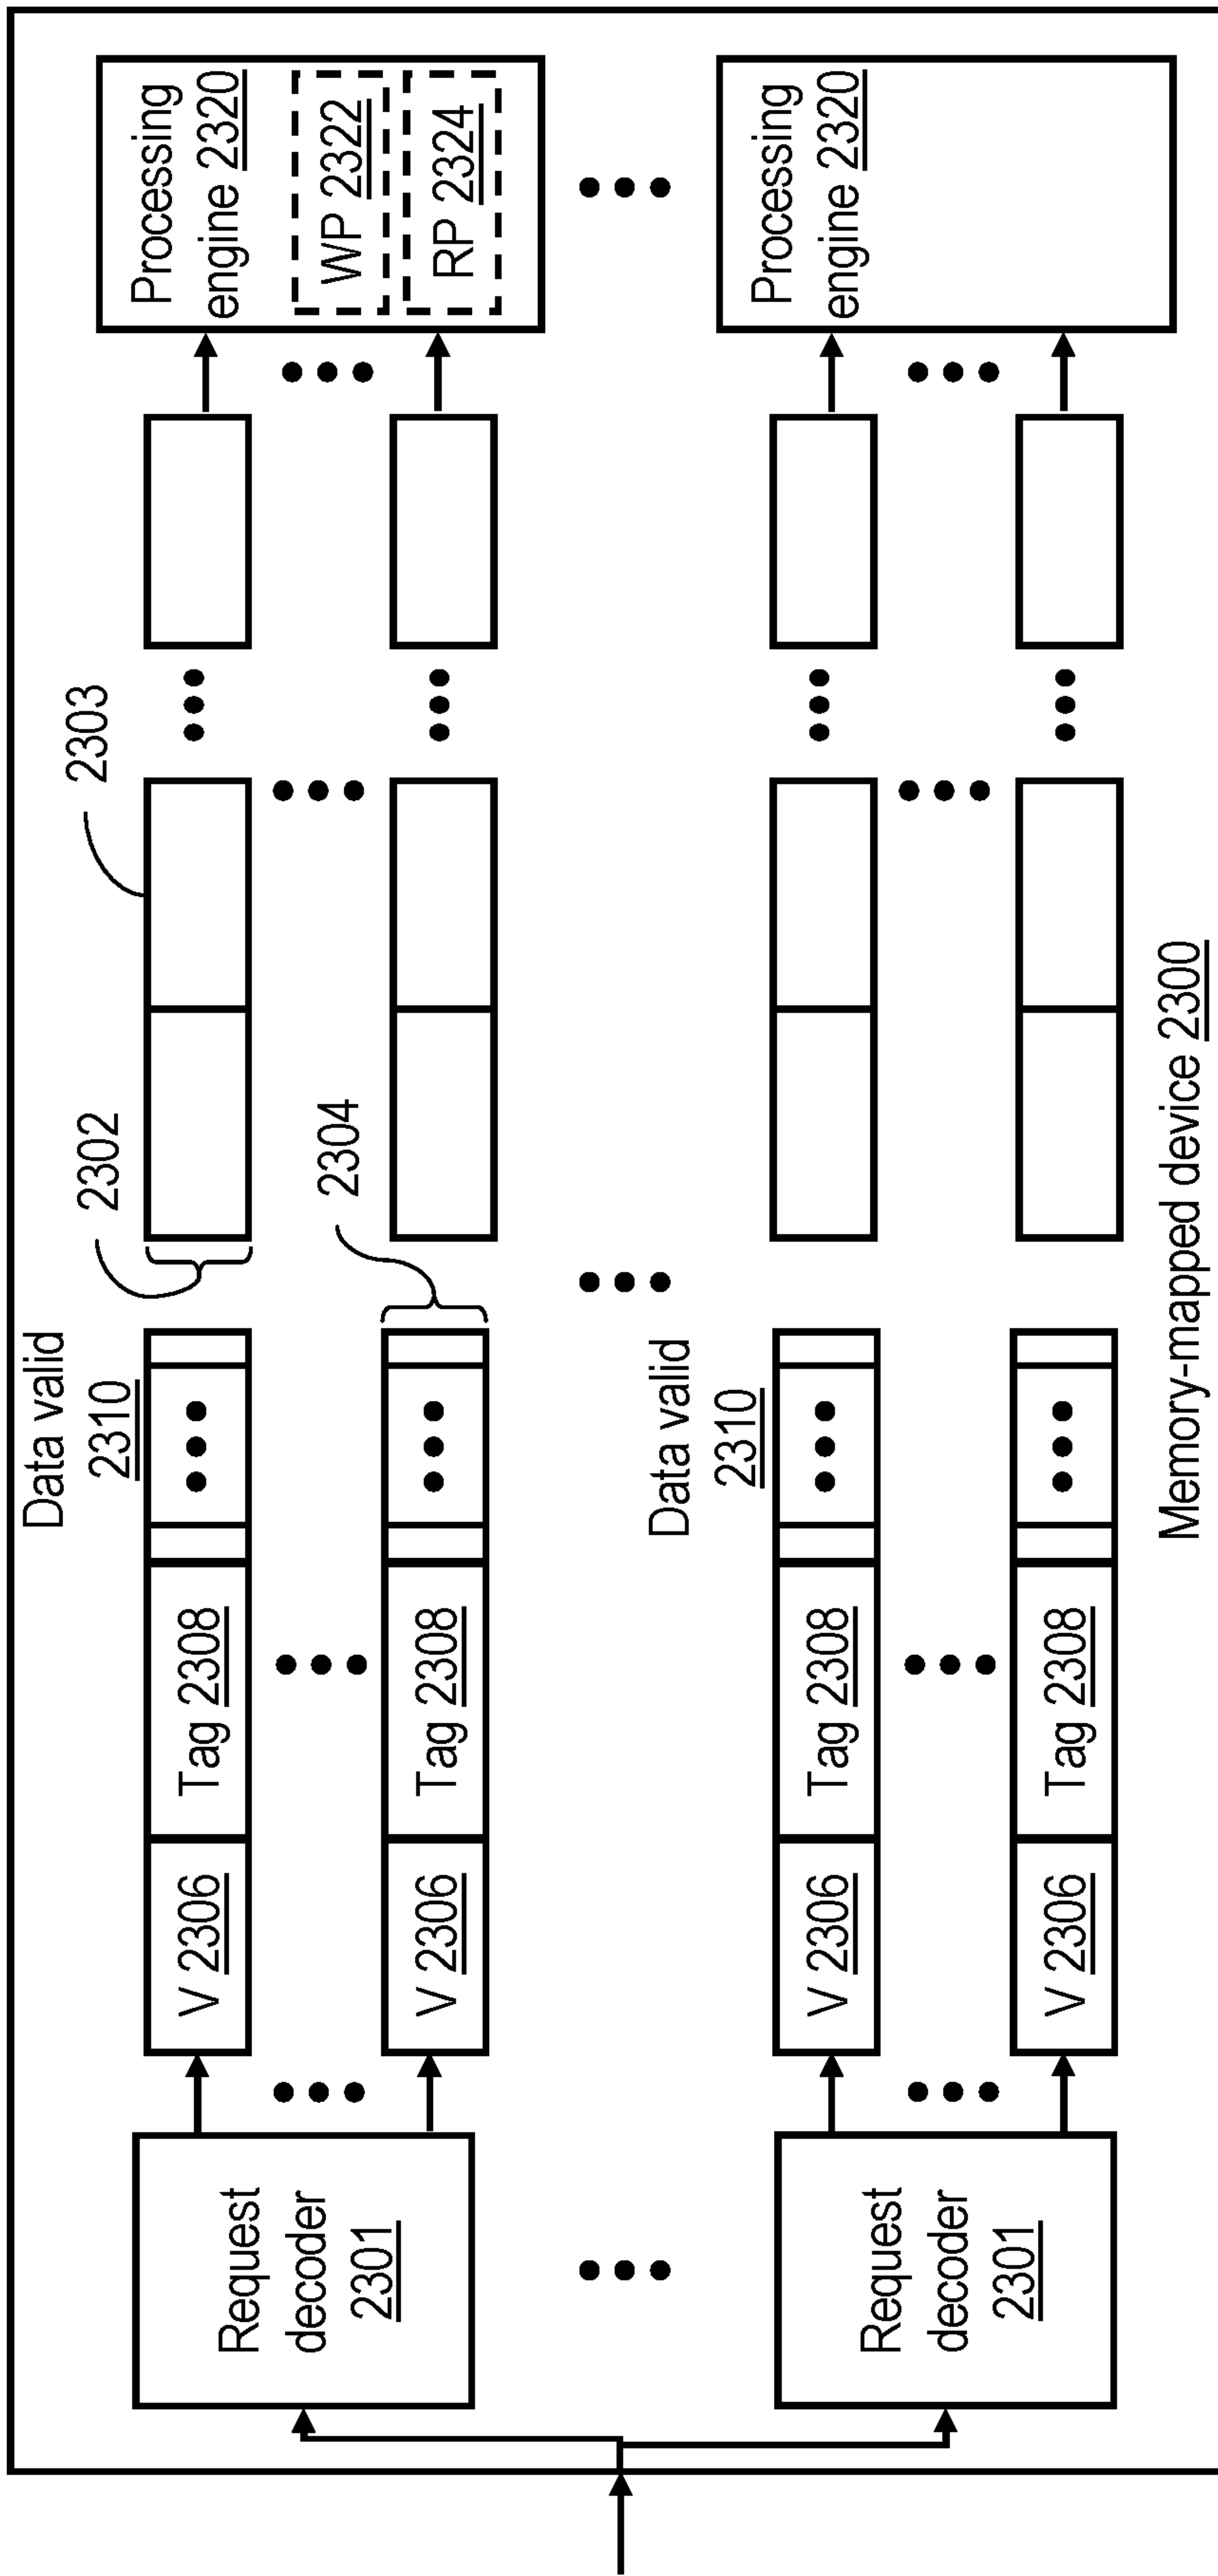 Data valid
2310
2302
2303
V 2306
Tag 2308
Processing
engine 2320
WP 2322
RP 2324
Request
decoder
2301
2304
V 2306
Tag 2308
Data valid
2310
V 2306
Tag 2308
Processing
engine 2320
Request
decoder
2301
V 2306
Tag 2308
Memory-mapped device 2300